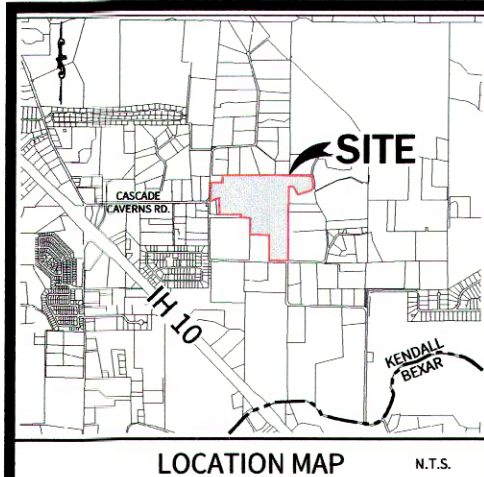 SITE
CASCADE
CAVERNS RD.
IH 10
KENDALL
BEXAR
LOCATION MAP
N.T.S.